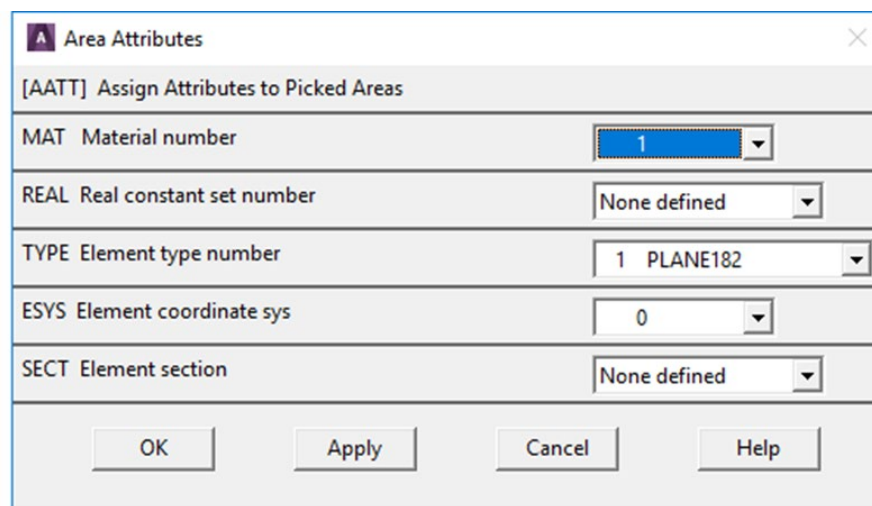 A Area Attributes
[AATT] Assign Attributes to Picked Areas
MAT Material number 1
REAL Real constant set number None defined
TYPE Element type number 1 PLANE182
ESYS Element coordinate sys 0
SECT Element section None defined
OK Apply Cancel Help